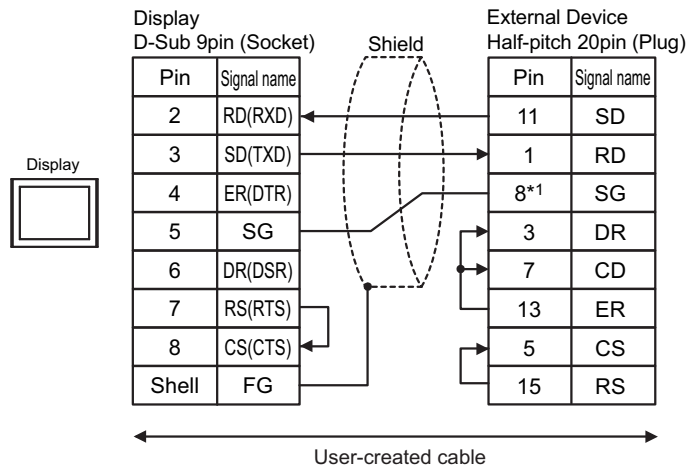 Display
D-Sub 9pin (Socket)
Shield
External Device
Half-pitch 20pin (Plug)
Pin Signal name
Pin Signal name
2 RD(RXD)
11 SD
3 SD(TXD)
1 RD
Display
4 ER(DTR)
8*1 SG
5 SG
3 DR
6 DR(DSR)
7 CD
7 RS(RTS)
13 ER
8 CS(CTS)
5 CS
Shell FG
15 RS
User-created cable